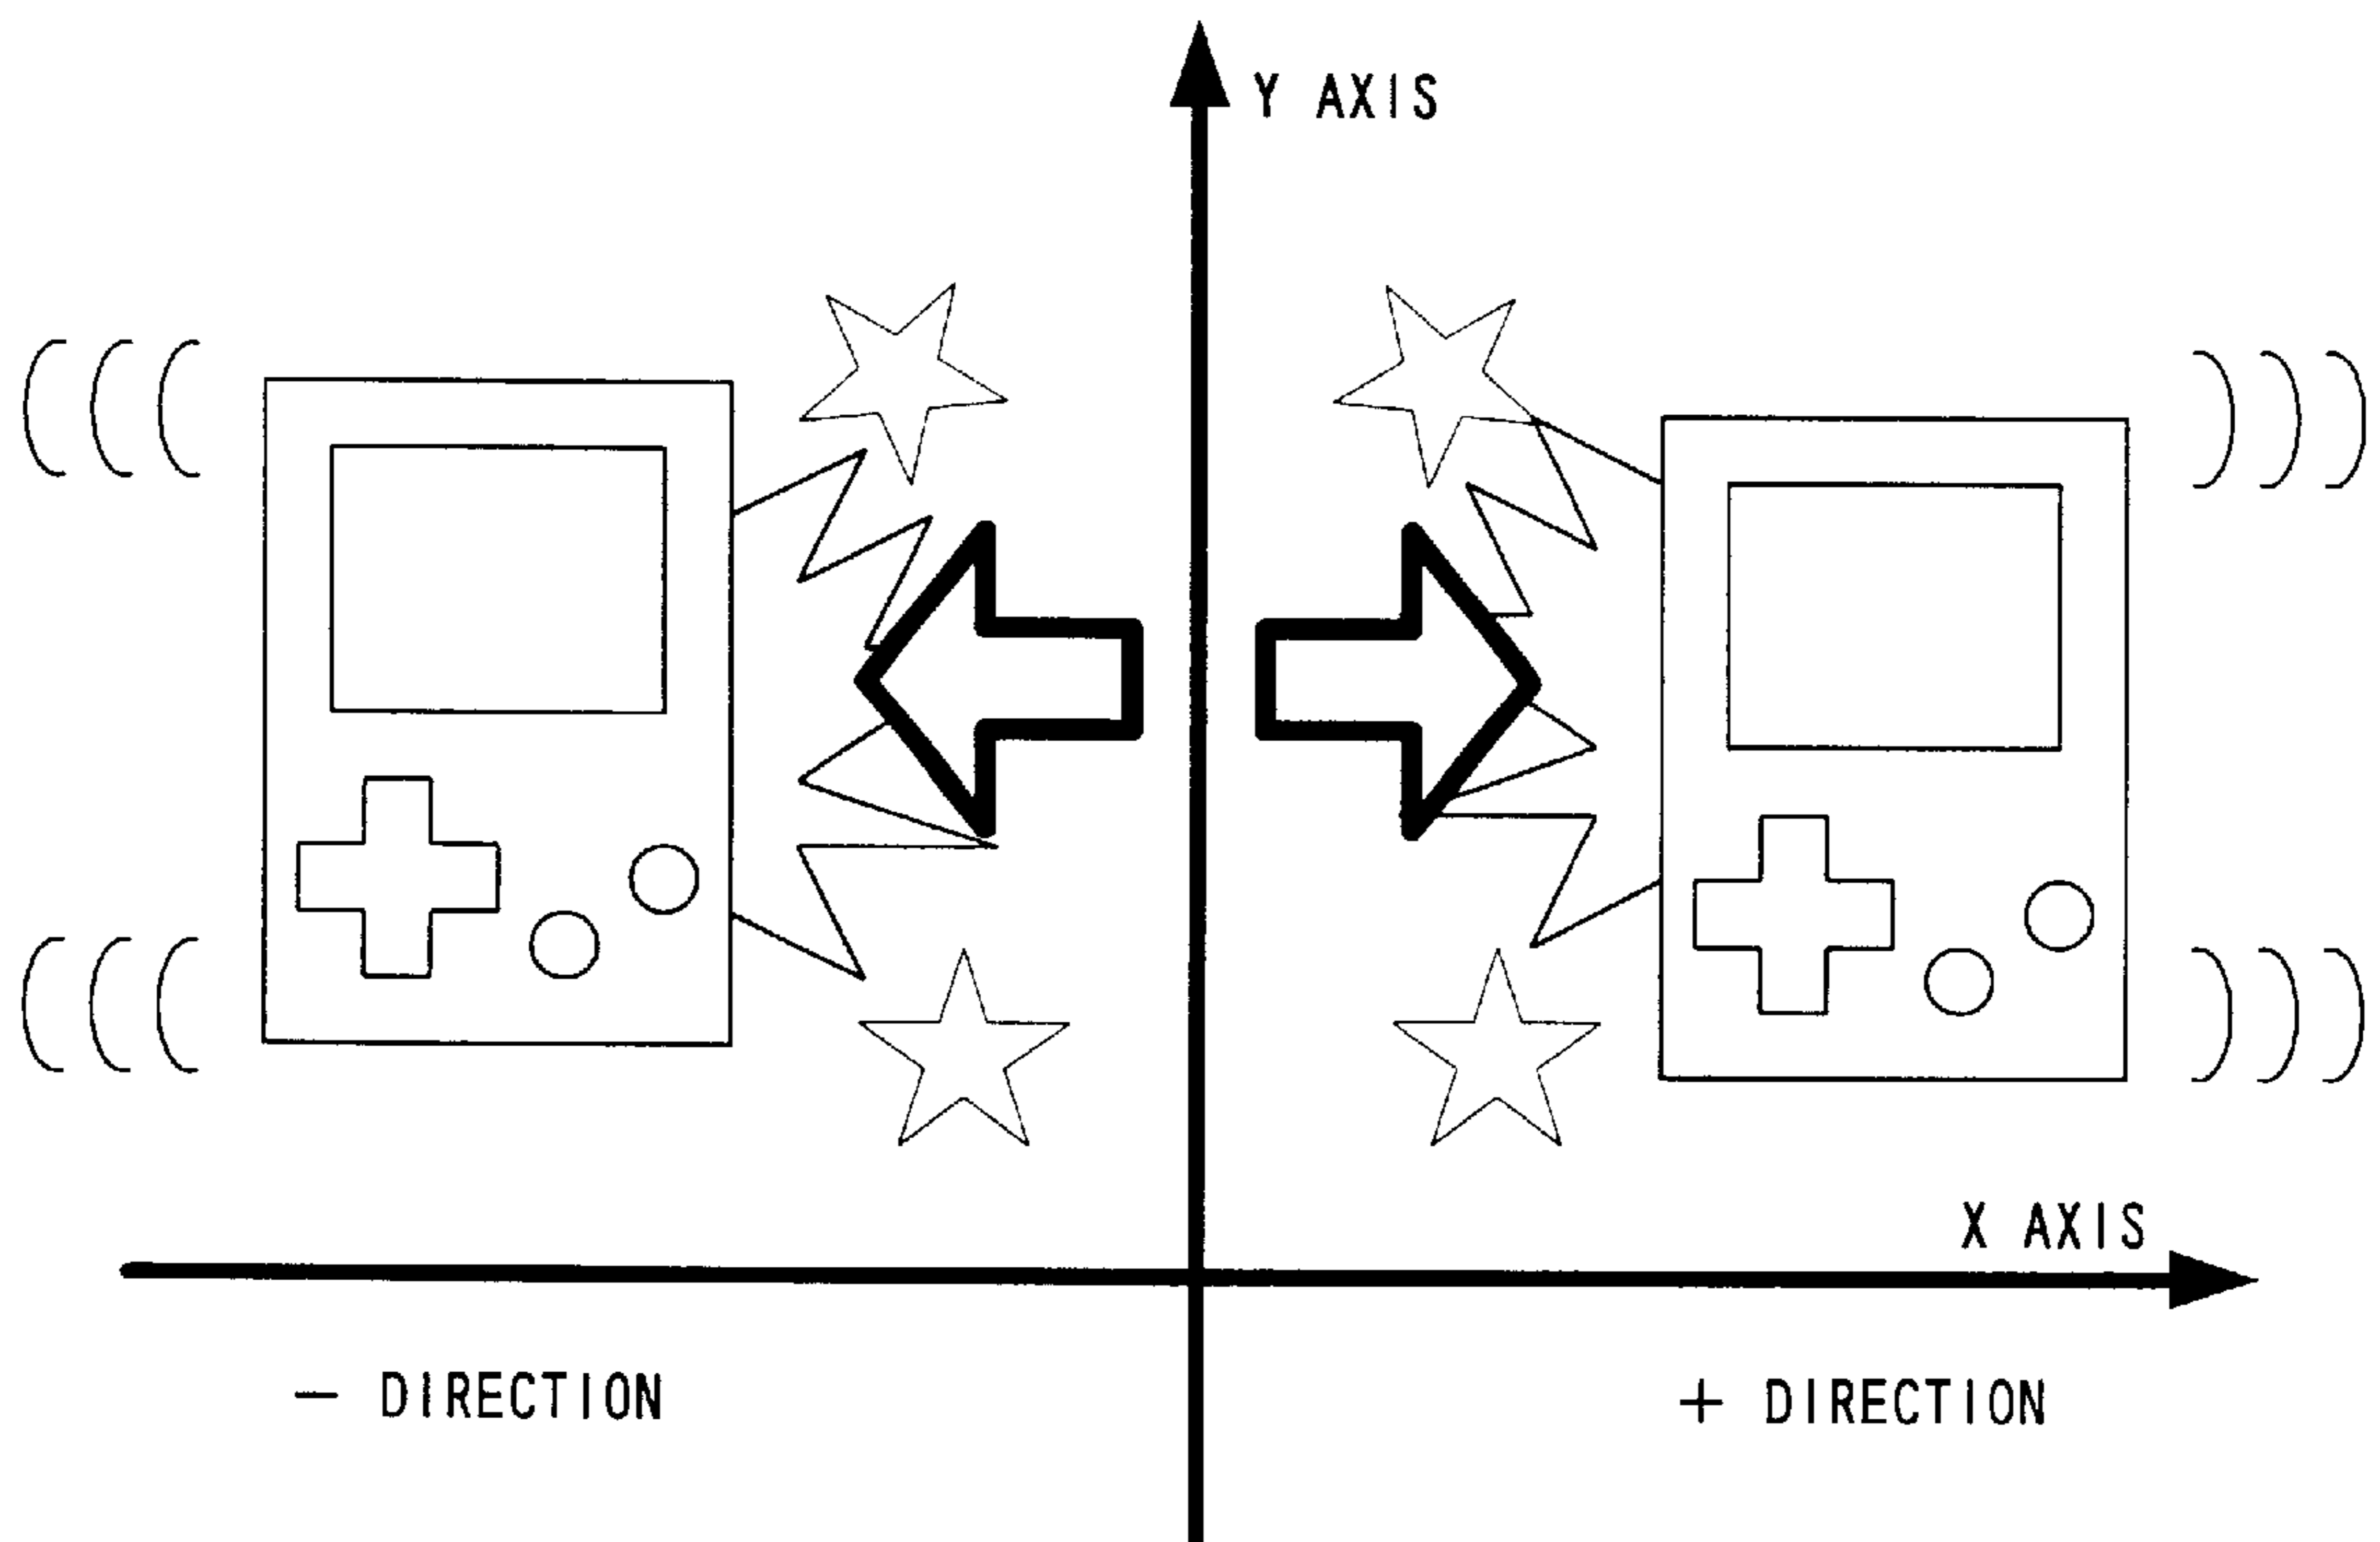 Y AXIS
X AXIS
— DIRECTION
+ DIRECTION